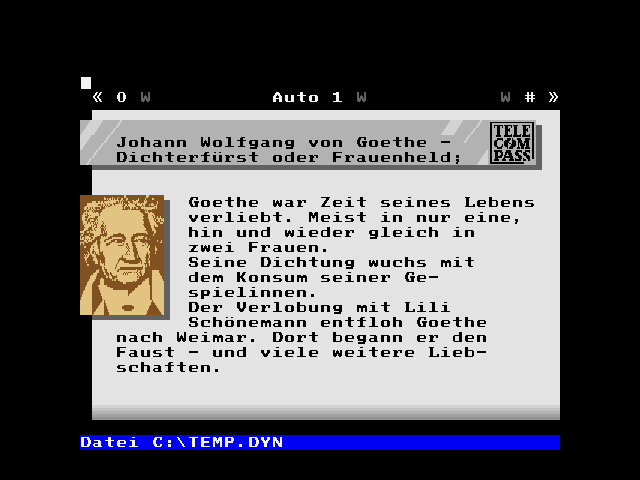 « 0 W Auto 1 W W # »
Johann Wolfgang von Goethe -
Dichterfürst oder Frauenheld;
TELE
COM
PASS
Goethe war Zeit seines Lebens
verliebt. Meist in nur eine,
hin und wieder gleich in
zwei Frauen.
Seine Dichtung wuchs mit
dem Konsum seiner Ge-
spielinnen.
Der Verlobung mit Lili
Schönemann entfloh Goethe
nach Weimar. Dort begann er den
Faust - und viele weitere Lieb-
schaften.
Datei C:\TEMP.DYN